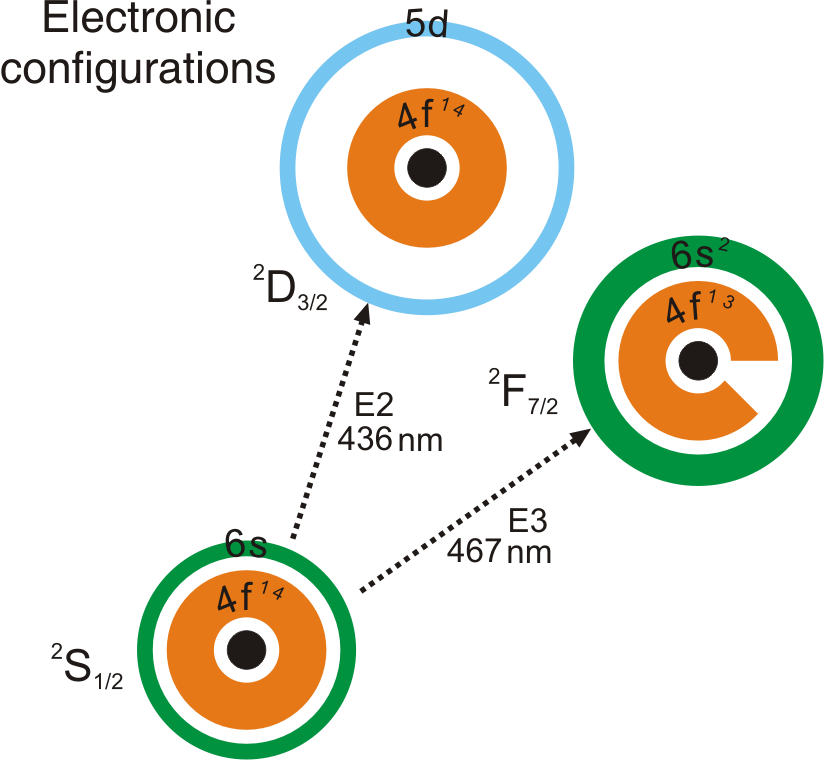 Electronic
configurations
5d
4f¹⁴
²D₃/₂
6s²
4f¹³
²F₇/₂
E2
436 nm
E3
467 nm
6s
4f¹⁴
²S₁/₂